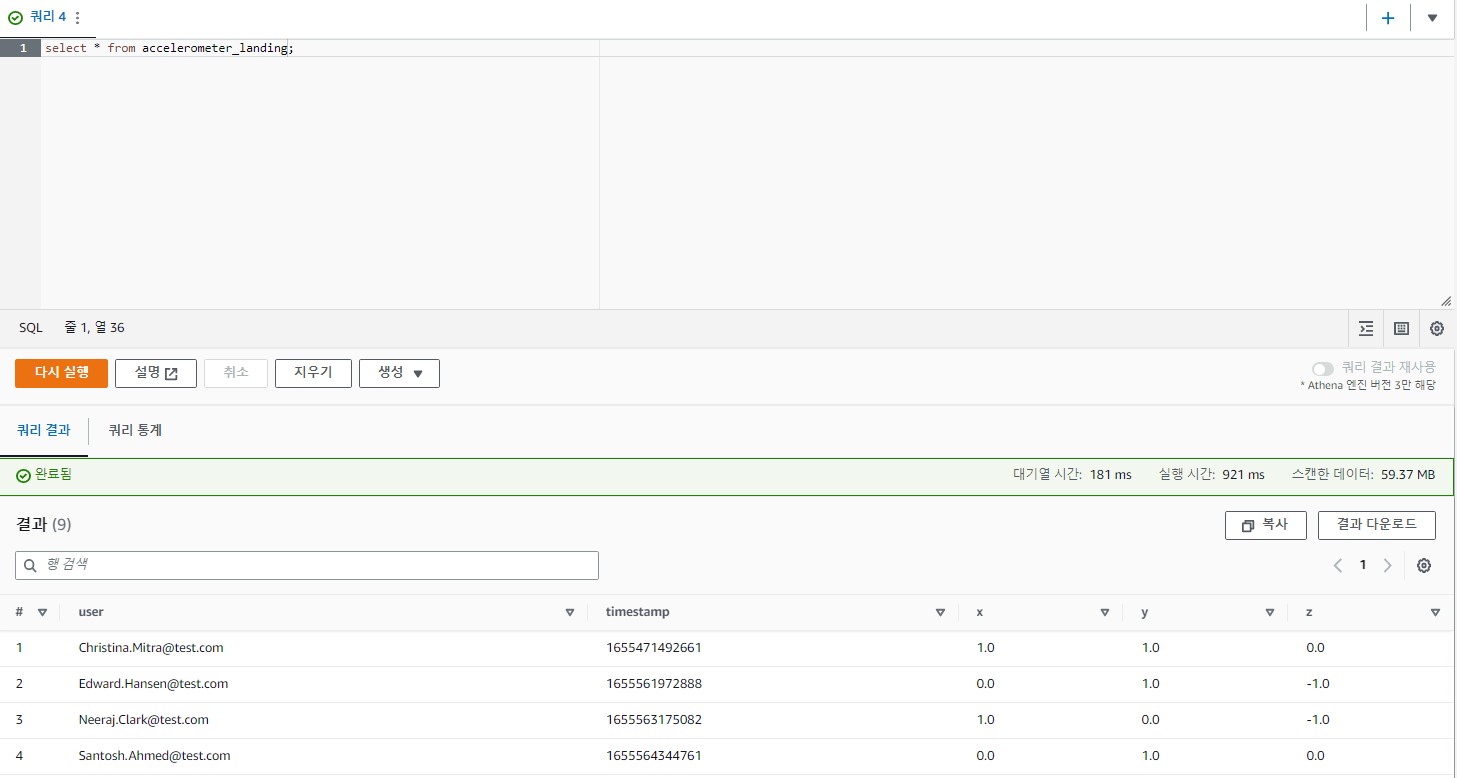 쿼리 4
1 select * from accelerometer_landing;
SQL 줄 1, 열 36
다시 실행 설명 취소 지우기 생성 쿼리 결과 재사용
* Athena 엔진 버전 3만 해당
쿼리 결과 쿼리 통계
완료됨 대기열 시간: 181 ms 실행 시간: 921 ms 스캔한 데이터: 59.37 MB
결과 (9) 복사 결과 다운로드
행 검색 1
# user timestamp x y z
1 Christina.Mitra@test.com 1655471492661 1.0 1.0 0.0
2 Edward.Hansen@test.com 1655561972888 0.0 1.0 -1.0
3 Neeraj.Clark@test.com 1655563175082 1.0 0.0 -1.0
4 Santosh.Ahmed@test.com 1655564344761 0.0 1.0 0.0